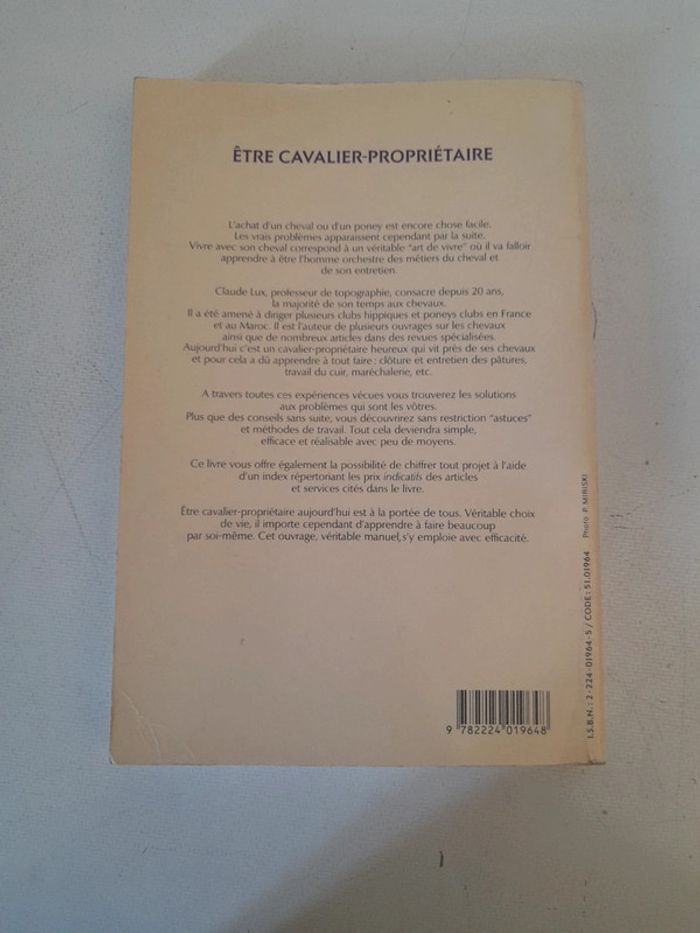 ÊTRE CAVALIER-PROPRIÉTAIRE
L'achat d'un cheval ou d'un poney est encore chose facile.
Les vrais problèmes apparaissent cependant par la suite.
Vivre avec son cheval correspond à un véritable "art de vivre" où il va falloir
apprendre à être l'homme orchestre des métiers du cheval et
de son entretien.
Claude Lux, professeur de topographie, consacre depuis 20 ans,
la majorité de son temps aux chevaux.
Il a été amené à diriger plusieurs clubs hippiques et poneys clubs en France
et au Maroc. Il est l'auteur de plusieurs ouvrages sur les chevaux
ainsi que de nombreux articles dans des revues spécialisées.
Aujourd'hui c'est un cavalier-propriétaire heureux qui vit près de ses chevaux
et pour cela a dû apprendre à tout faire : clôture et entretien des pâtures,
travail du cuir, maréchalerie, etc.
A travers toutes ces expériences vécues vous trouverez les solutions
aux problèmes qui sont les vôtres.
Plus que des conseils sans suite, vous découvrirez sans restriction "astuces"
et méthodes de travail. Tout cela deviendra simple,
efficace et réalisable avec peu de moyens.
Ce livre vous offre également la possibilité de chiffrer tout projet à l'aide
d'un index répertoriant les prix indicatifs des articles
et services cités dans le livre.
Être cavalier-propriétaire aujourd'hui est à la portée de tous. Véritable choix
de vie, il importe cependant d'apprendre à faire beaucoup
par soi-même. Cet ouvrage, véritable manuel, s'y emploie avec efficacité.
I.S.B.N. : 2-224-01964-5 / CODE : 51.01964 Photo P. MIRISKI
9 782224 019648